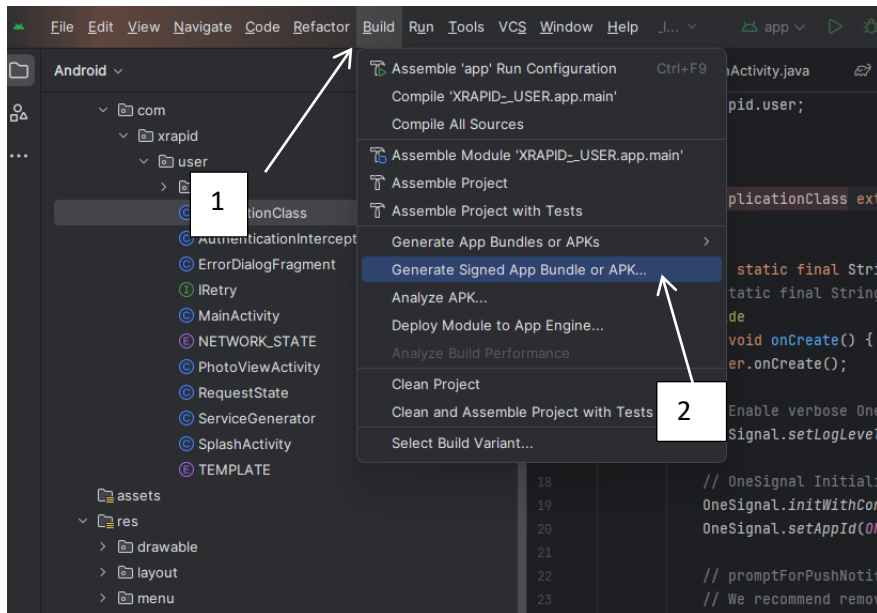 File Edit View Navigate Code Refactor Build Run Tools VCS Window Help app
Android
com
xrapid
user
ApplicationClass
AuthenticationIntercept
ErrorDialogFragment
IRetry
MainActivity
NETWORK_STATE
PhotoViewActivity
RequestState
ServiceGenerator
SplashActivity
TEMPLATE
assets
res
drawable
layout
menu
1
Assemble 'app' Run Configuration Ctrl+F9
Compile 'XRAPID-_USER.app.main'
Compile All Sources
Assemble Module 'XRAPID-_USER.app.main'
Assemble Project
Assemble Project with Tests
Generate App Bundles or APKs
Generate Signed App Bundle or APK...
Analyze APK...
Deploy Module to App Engine...
Analyze Build Performance
Clean Project
Clean and Assemble Project with Tests
Select Build Variant...
2
nActivity.java
pid.user;
plicationClass ext
static final Stri
tatic final String
de
void onCreate() {
er.onCreate();
Enable verbose One
Signal.setLogLevel
18 // OneSignal Initiali
19 OneSignal.initWithCon
20 OneSignal.setAppId(ON
21
22 // promptForPushNotif
23 // We recommend remov